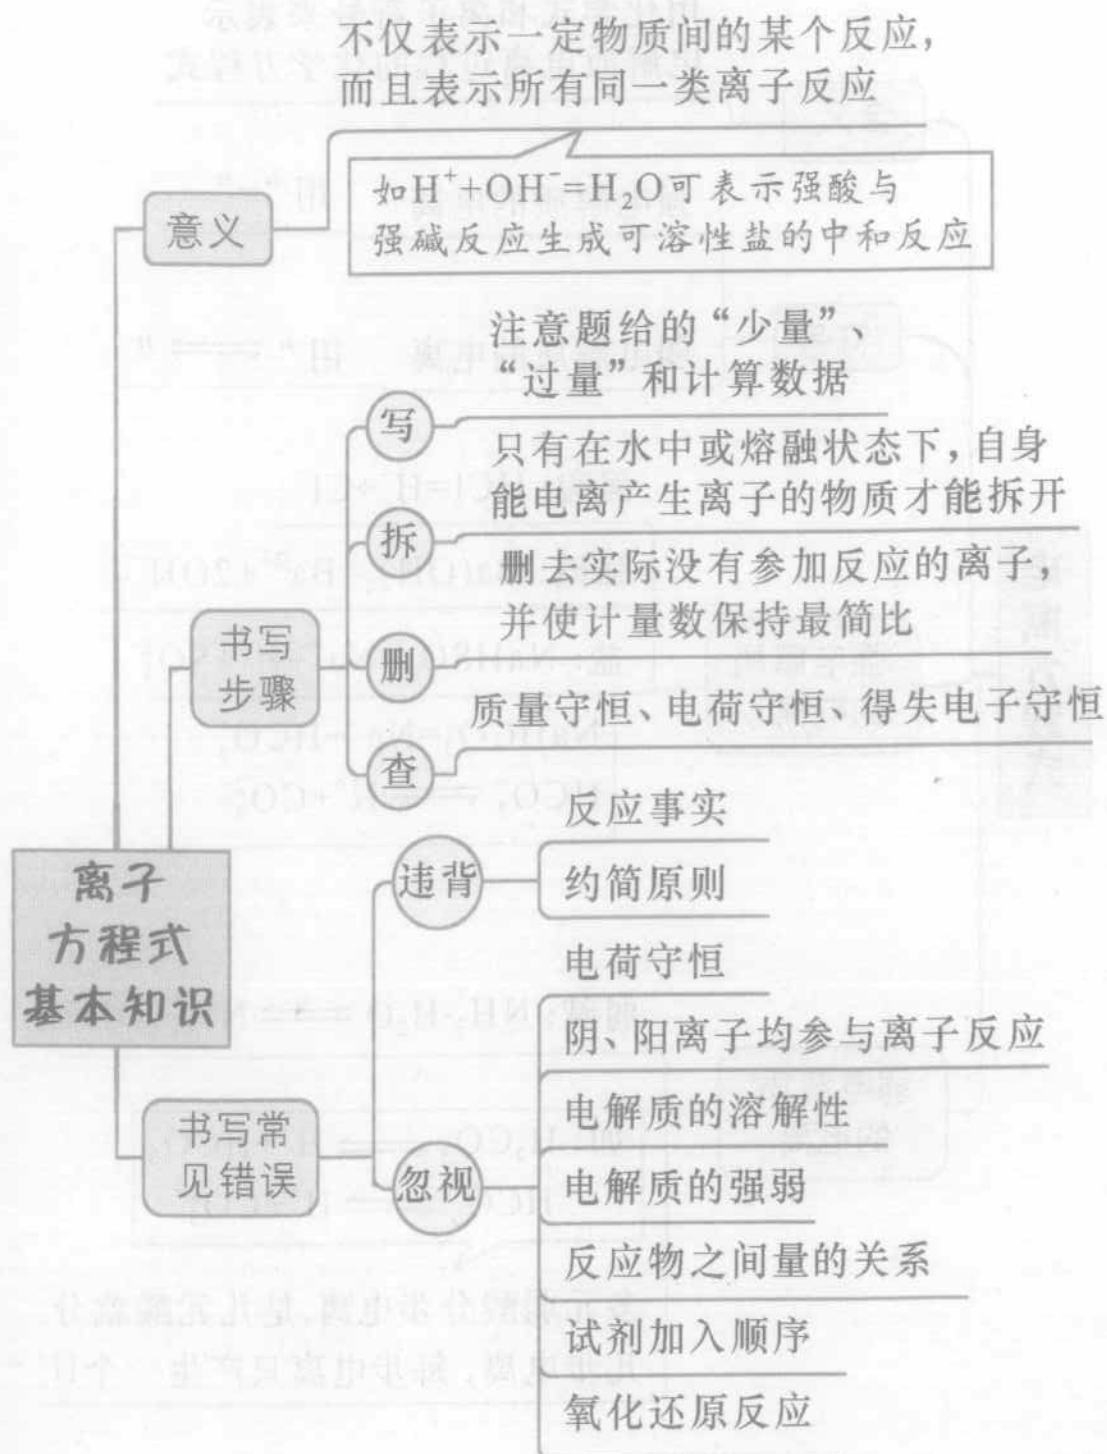 不仅表示一定物质间的某个反应，
而且表示所有同一类离子反应
如H⁺+OH⁻=H₂O可表示强酸与
强碱反应生成可溶性盐的中和反应
意义
注意题给的“少量”、
“过量”和计算数据
写
只有在水中或熔融状态下，自身
能电离产生离子的物质才能拆开
拆
删去实际没有参加反应的离子，
并使计量数保持最简比
删
书写
步骤
质量守恒、电荷守恒、得失电子守恒
查
离子
方程式
基本知识
反应事实
违背
约简原则
电荷守恒
阴、阳离子均参与离子反应
电解质的溶解性
书写常
见错误
忽视
电解质的强弱
反应物之间量的关系
试剂加入顺序
氧化还原反应